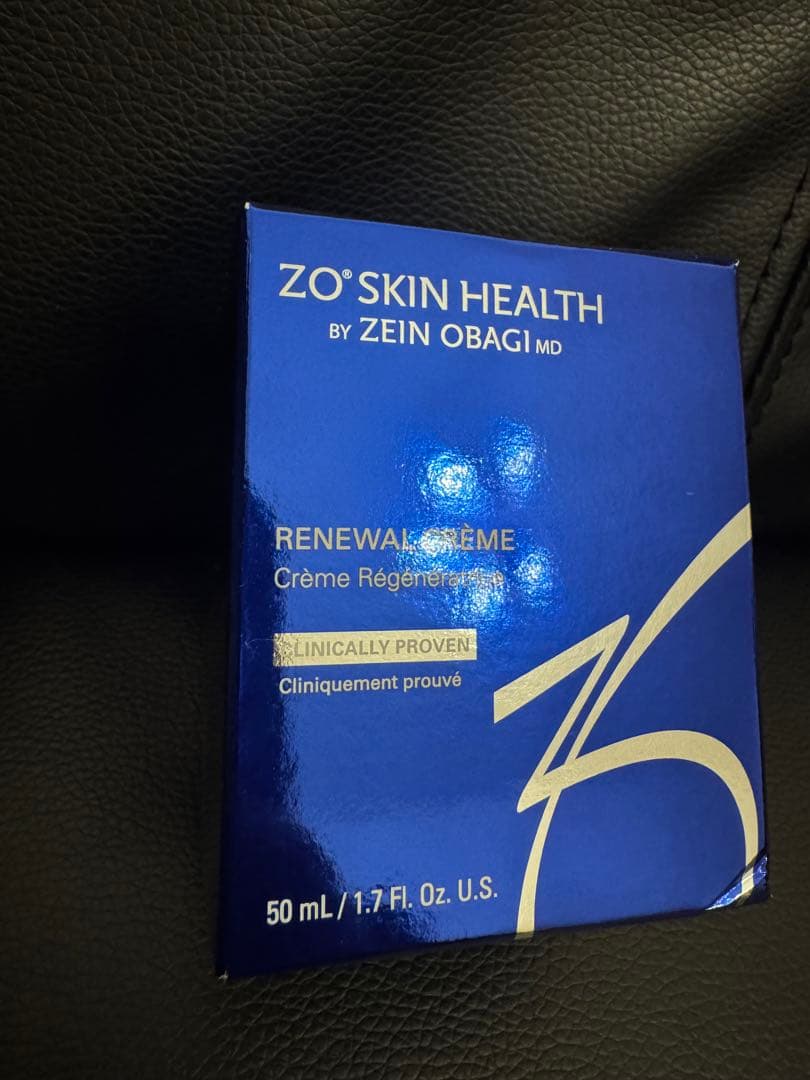 ZO® SKIN HEALTH
BY ZEIN OBAGI MD
RENEWAL CRÈME
Crème Régénératrice
CLINICALLY PROVEN
Cliniquement prouvé
50 mL / 1.7 Fl. Oz. U.S.